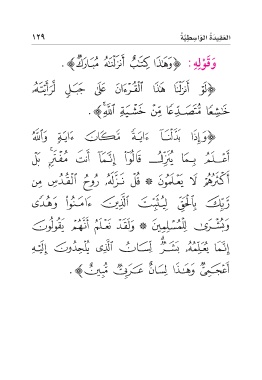 العقيدة الواسطية ١٢٩
وَقَوْلِهِ: ﴿وَهَٰذَا كِتَٰبٌ أَنزَلْنَٰهُ مُبَارَكٌ﴾.
﴿لَوْ أَنزَلْنَا هَٰذَا ٱلْقُرْءَانَ عَلَىٰ جَبَلٍ لَّرَأَيْتَهُۥ
خَٰشِعًا مُّتَصَدِّعًا مِّنْ خَشْيَةِ ٱللَّهِ﴾.
﴿وَإِذَا بَدَّلْنَآ ءَايَةً مَّكَانَ ءَايَةٍ وَٱللَّهُ
أَعْلَمُ بِمَا يُنَزِّلُ قَالُوٓا۟ إِنَّمَآ أَنتَ مُفْتَرٍۭ بَلْ
أَكْثَرُهُمْ لَا يَعْلَمُونَ * قُلْ نَزَّلَهُۥ رُوحُ ٱلْقُدُسِ مِن
رَّبِّكَ بِٱلْحَقِّ لِيُثَبِّتَ ٱلَّذِينَ ءَامَنُوا۟ وَهُدًى
وَبُشْرَىٰ لِلْمُسْلِمِينَ * وَلَقَدْ نَعْلَمُ أَنَّهُمْ يَقُولُونَ
إِنَّمَا يُعَلِّمُهُۥ بَشَرٌ لِّسَانُ ٱلَّذِى يُلْحِدُونَ إِلَيْهِ
أَعْجَمِىٌّ وَهَٰذَا لِسَانٌ عَرَبِىٌّ مُّبِينٌ﴾.